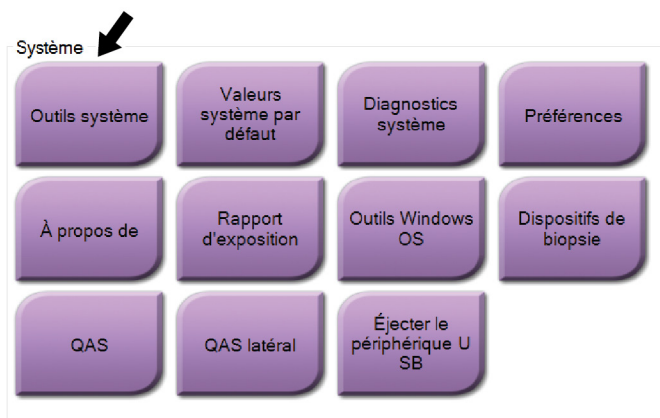 Système
Outils système
Valeurs
système par
défaut
Diagnostics
système
Préférences
À propos de
Rapport
d'exposition
Outils Windows
OS
Dispositifs de
biopsie
QAS
QAS latéral
Éjecter le
périphérique U
SB